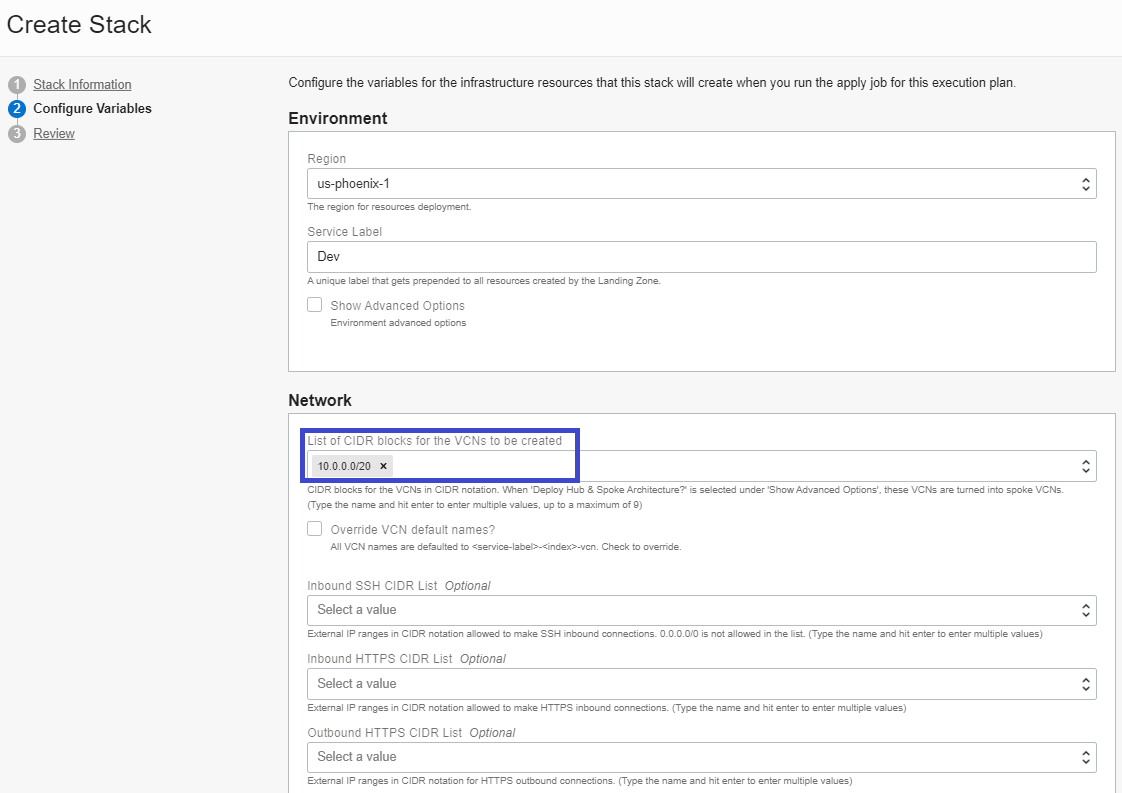 Create Stack
1 Stack Information
2 Configure Variables
3 Review
Configure the variables for the infrastructure resources that this stack will create when you run the apply job for this execution plan.
Environment
Region
us-phoenix-1
The region for resources deployment.
Service Label
Dev
A unique label that gets prepended to all resources created by the Landing Zone.
Show Advanced Options
Environment advanced options
Network
List of CIDR blocks for the VCNs to be created
10.0.0.0/20 ×
CIDR blocks for the VCNs in CIDR notation. When 'Deploy Hub & Spoke Architecture?' is selected under 'Show Advanced Options', these VCNs are turned into spoke VCNs.
(Type the name and hit enter to enter multiple values, up to a maximum of 9)
Override VCN default names?
All VCN names are defaulted to <service-label>-<index>-vcn. Check to override.
Inbound SSH CIDR List Optional
Select a value
External IP ranges in CIDR notation allowed to make SSH inbound connections. 0.0.0.0/0 is not allowed in the list. (Type the name and hit enter to enter multiple values)
Inbound HTTPS CIDR List Optional
Select a value
External IP ranges in CIDR notation allowed to make HTTPS inbound connections. (Type the name and hit enter to enter multiple values)
Outbound HTTPS CIDR List Optional
Select a value
External IP ranges in CIDR notation for HTTPS outbound connections. (Type the name and hit enter to enter multiple values)